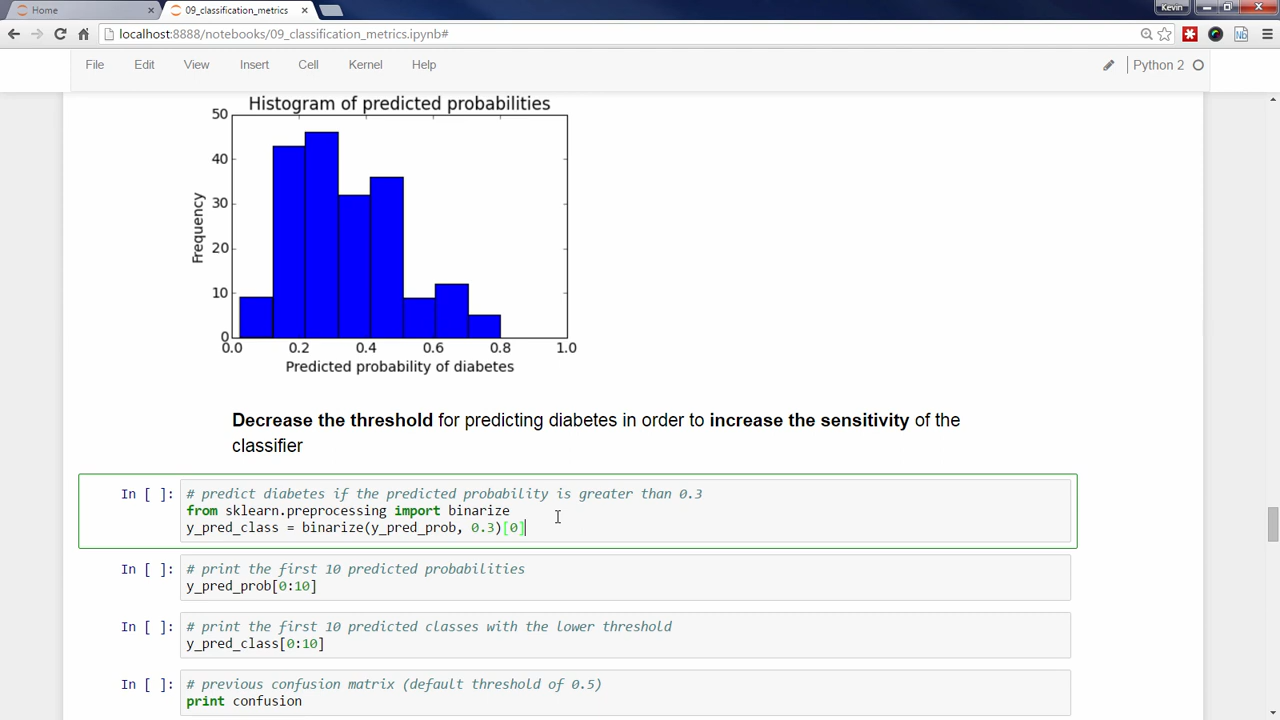 Home
09_classification_metrics
Kevin
localhost:8888/notebooks/09_classification_metrics.ipynb#
File Edit View Insert Cell Kernel Help
Python 2
Histogram of predicted probabilities
50
40
30
20
10
0
Frequency
0.0 0.2 0.4 0.6 0.8 1.0
Predicted probability of diabetes
Decrease the threshold for predicting diabetes in order to increase the sensitivity of the
classifier
In [ ]: # predict diabetes if the predicted probability is greater than 0.3
from sklearn.preprocessing import binarize
y_pred_class = binarize(y_pred_prob, 0.3)[0]
In [ ]: # print the first 10 predicted probabilities
y_pred_prob[0:10]
In [ ]: # print the first 10 predicted classes with the lower threshold
y_pred_class[0:10]
In [ ]: # previous confusion matrix (default threshold of 0.5)
print confusion